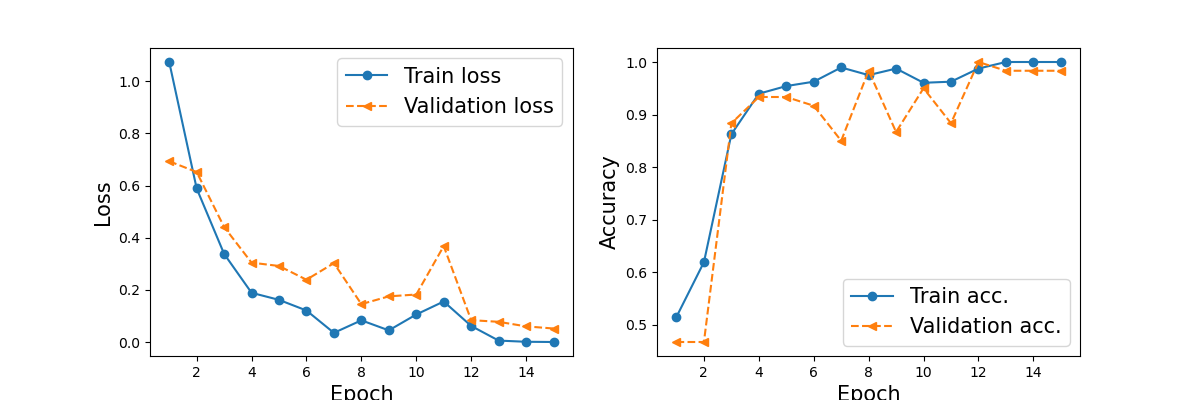 Train loss
Validation loss
Loss
1.0
0.8
0.6
0.4
0.2
0.0
2 4 6 8 10 12 14
Epoch
Accuracy
1.0
0.9
0.8
0.7
0.6
0.5
Train acc.
Validation acc.
2 4 6 8 10 12 14
Epoch